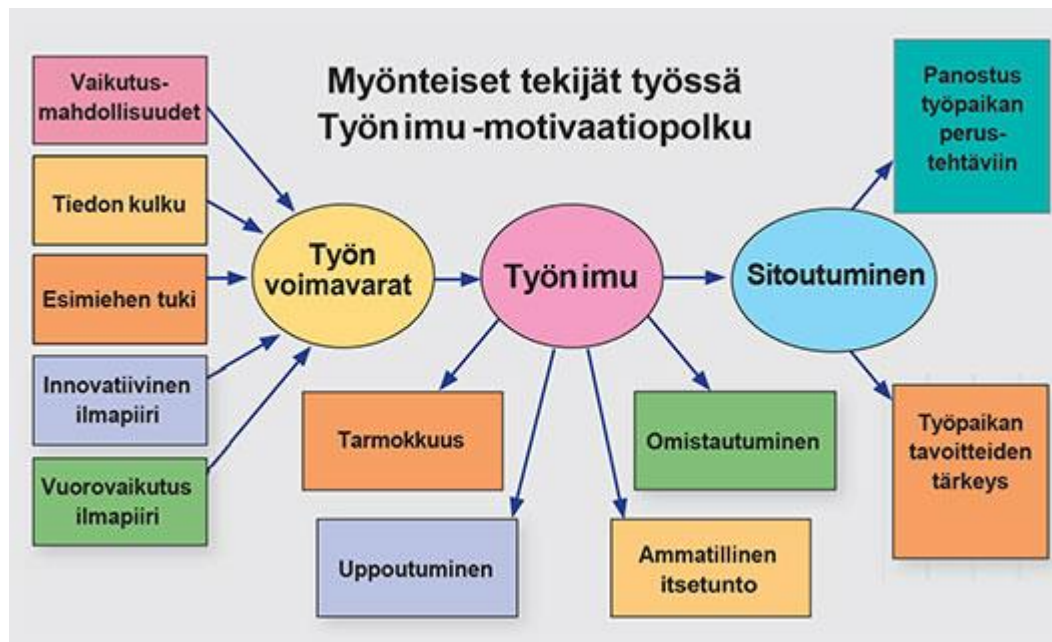 Myönteiset tekijät työssä
Työn imu -motivaatiopolku
Vaikutus-
mahdollisuudet
Tiedon kulku
Esimiehen tuki
Innovatiivinen
ilmapiiri
Vuorovaikutus
ilmapiiri
Työn
voimavarat
Työn imu
Sitoutuminen
Tarmokkuus
Uppoutuminen
Omistautuminen
Ammatillinen
itsetunto
Panostus
työpaikan
perus-
tehtäviin
Työpaikan
tavoitteiden
tärkeys